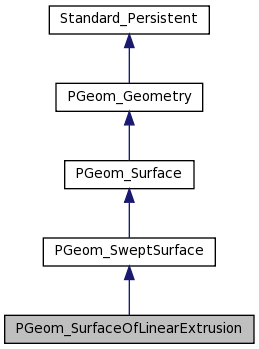 Standard_Persistent
PGeom_Geometry
PGeom_Surface
PGeom_SweptSurface
PGeom_SurfaceOfLinearExtrusion